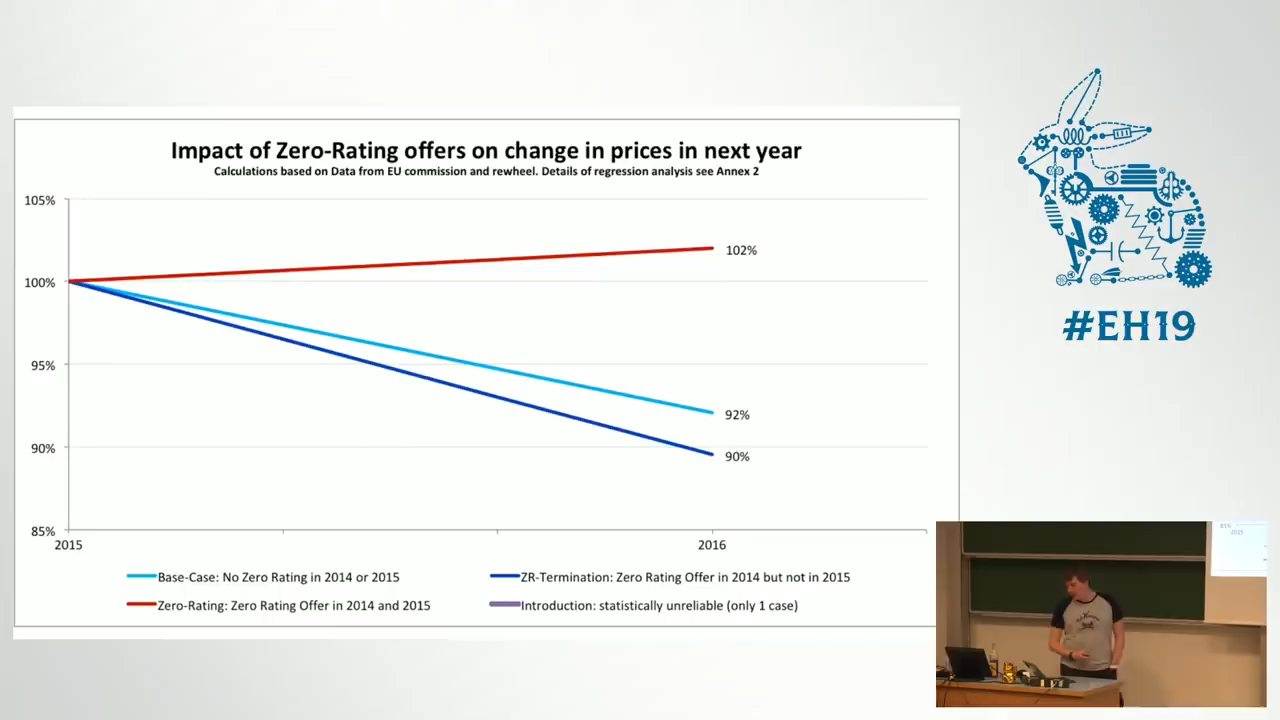 Impact of Zero-Rating offers on change in prices in next year
Calculations based on Data from EU commission and rewheel. Details of regression analysis see Annex 2
105%
100%
95%
90%
85%
102%
92%
90%
2015
2016
Base-Case: No Zero Rating in 2014 or 2015
ZR-Termination: Zero Rating Offer in 2014 but not in 2015
Zero-Rating: Zero Rating Offer in 2014 and 2015
Introduction: statistically unreliable (only 1 case)
#EH19
85%
2015